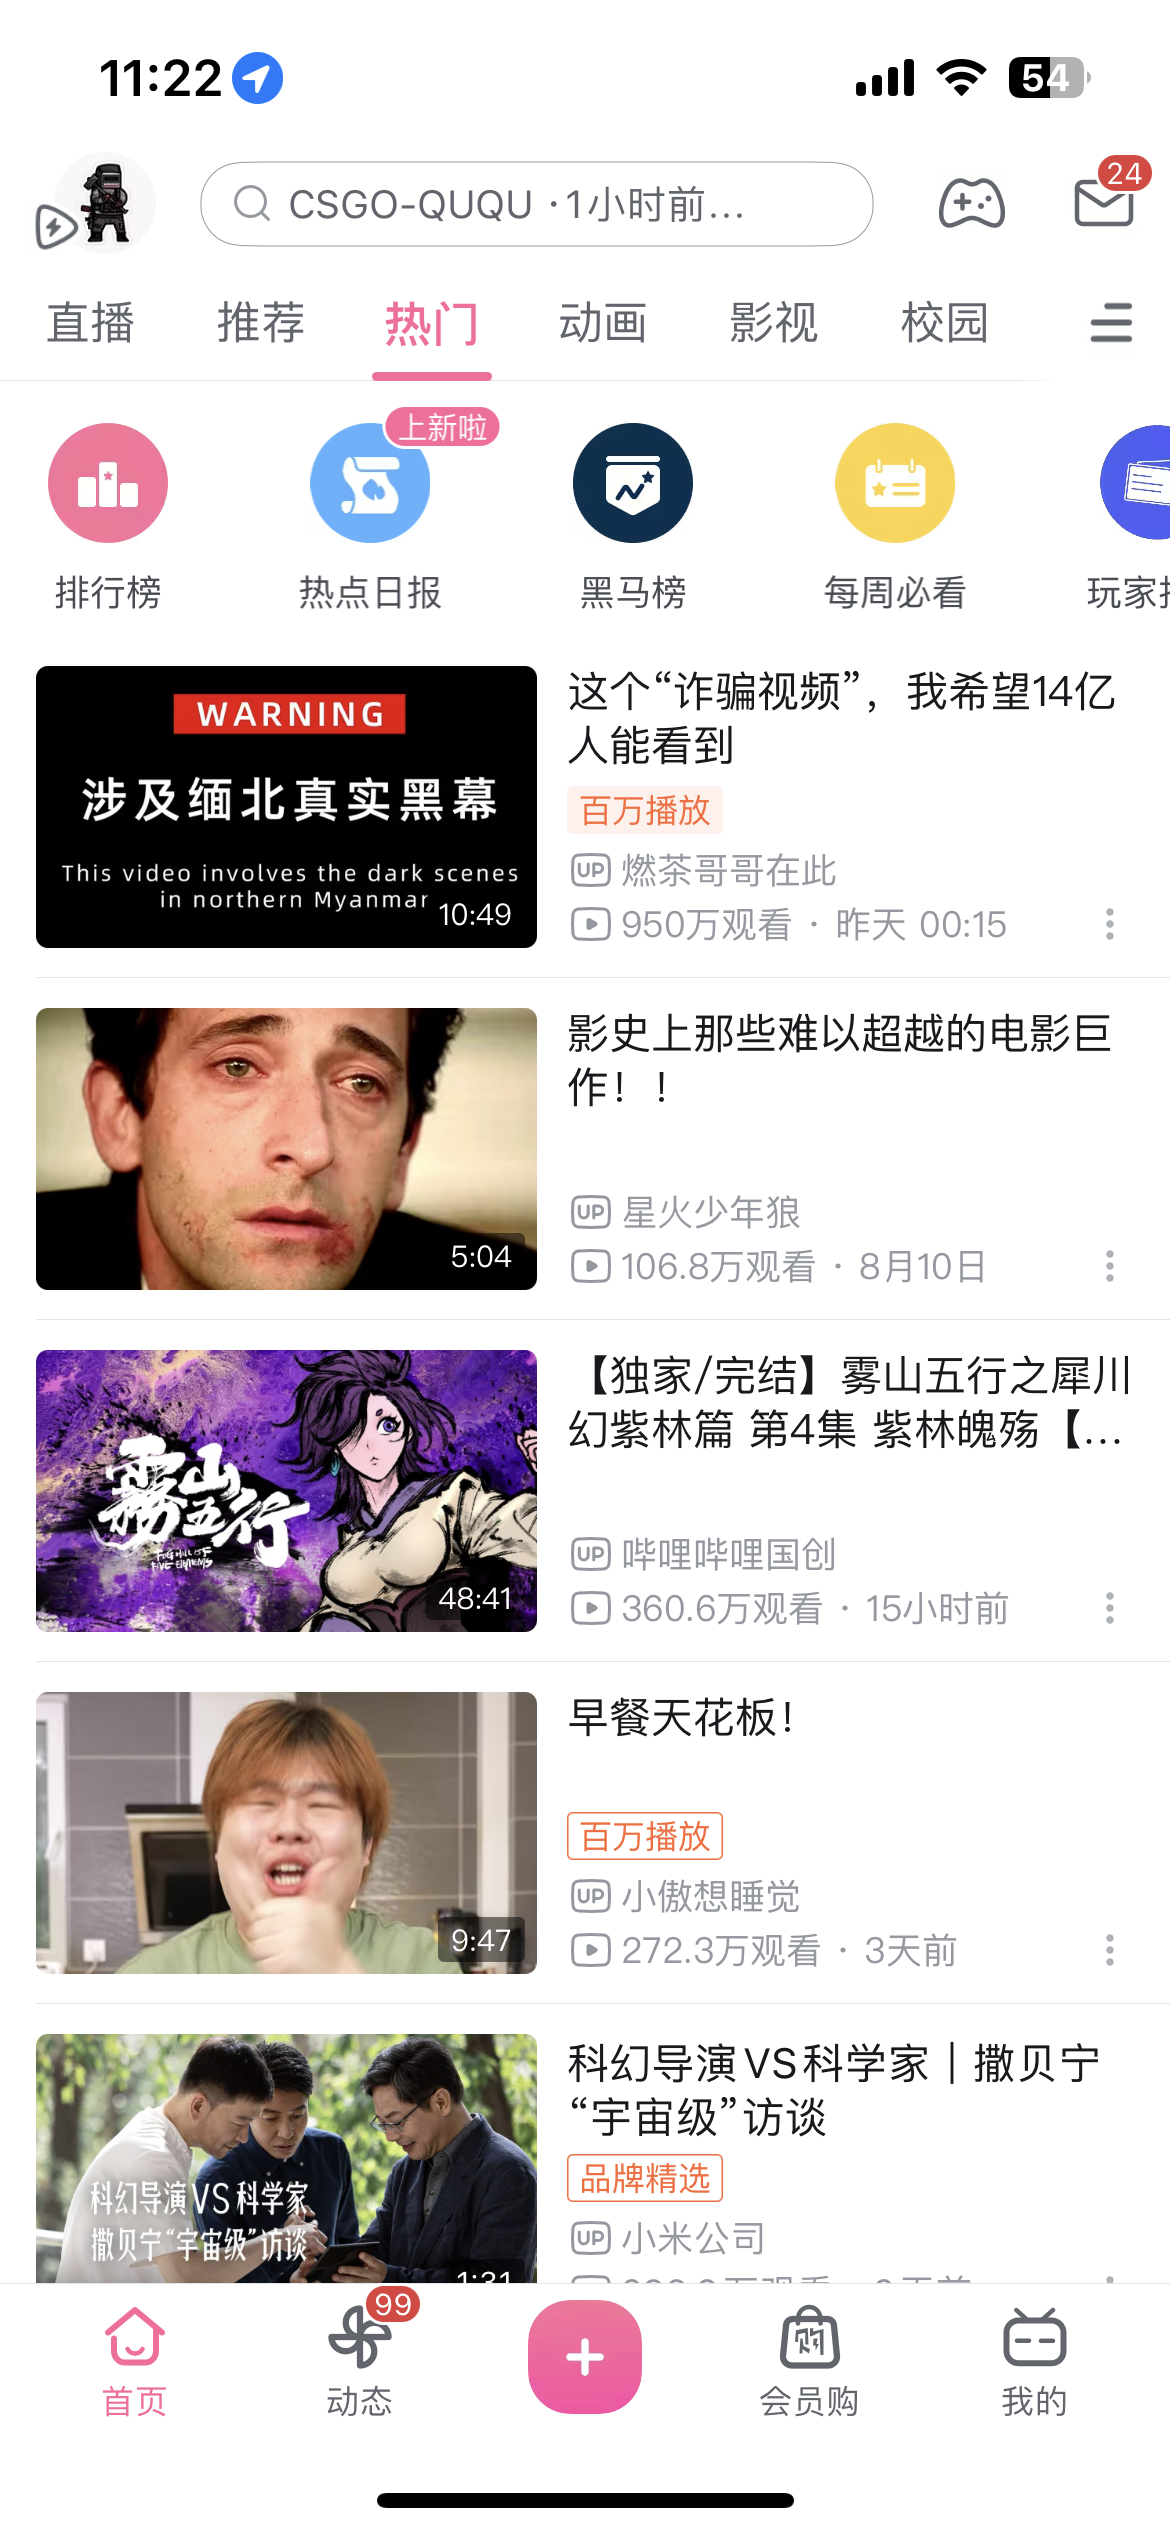 11:22
54
CSGO-QUQU ·1小时前...
24
直播 推荐 热门 动画 影视 校园
上新啦
排行榜 热点日报 黑马榜 每周必看 玩家
WARNING
涉及缅北真实黑幕
This video involves the dark scenes
in northern Myanmar
10:49
这个“诈骗视频”，我希望14亿
人能看到
百万播放
UP 燃茶哥哥在此
950万观看 · 昨天 00:15
5:04
影史上那些难以超越的电影巨
作！！
UP 星火少年狼
106.8万观看 · 8月10日
霧山五行
FOG HILL OF
FIVE ELEMENTS
48:41
【独家/完结】雾山五行之犀川
幻紫林篇 第4集 紫林魄殇【...
UP 哔哩哔哩国创
360.6万观看 · 15小时前
9:47
早餐天花板！
百万播放
UP 小傲想睡觉
272.3万观看 · 3天前
科幻导演VS科学家
撒贝宁“宇宙级”访谈
1:31
科幻导演VS科学家｜撒贝宁
“宇宙级”访谈
品牌精选
UP 小米公司
99
首页 动态 会员购 我的